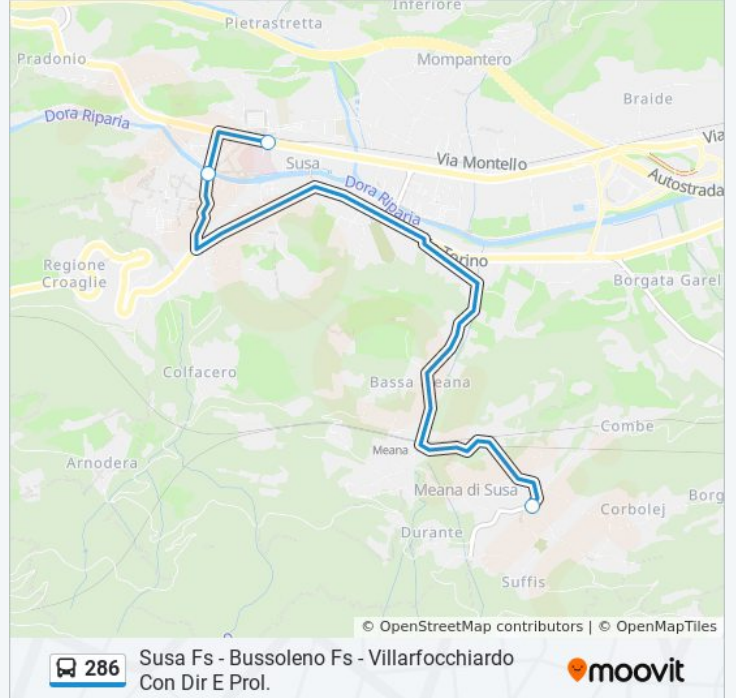 Inferiore
Pietrastretta
Pradonio
Mompantero
Braide
Dora Riparia
Via
Susa
Via Montello
Autostrada
Dora Riparia
Torino
Regione
Croaglie
Borgata Garel
Colfacero
Bassa Meana
Combe
Meana
Arnodera
Meana di Susa
Borg
Corbolej
Durante
Suffis
© OpenStreetMap contributors | © OpenMapTiles
286
Susa Fs - Bussoleno Fs - Villarfocchiardo
Con Dir E Prol.
moovit